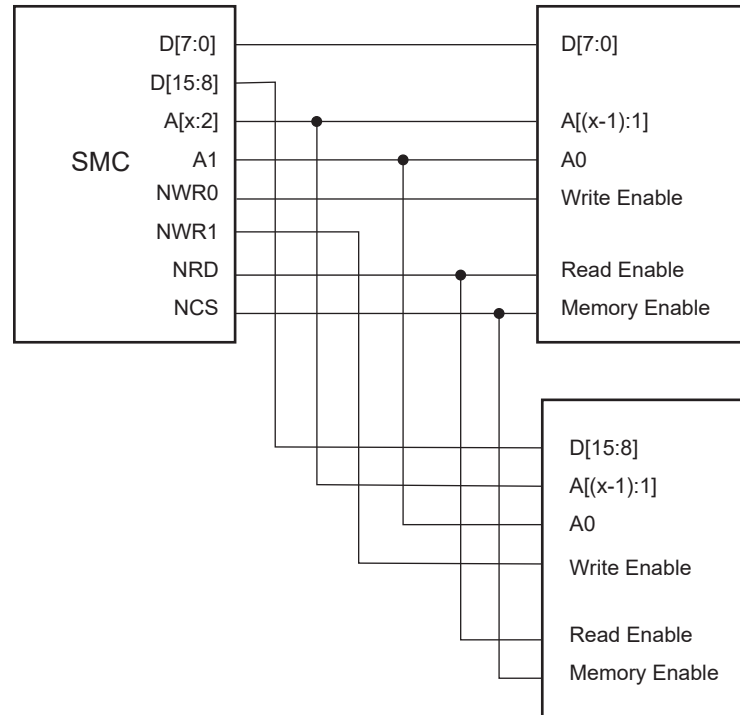 D[7:0]
D[15:8]
A[x:2]
SMC
A1
NWR0
NWR1
NRD
NCS
D[7:0]
A[(x-1):1]
A0
Write Enable
Read Enable
Memory Enable
D[15:8]
A[(x-1):1]
A0
Write Enable
Read Enable
Memory Enable